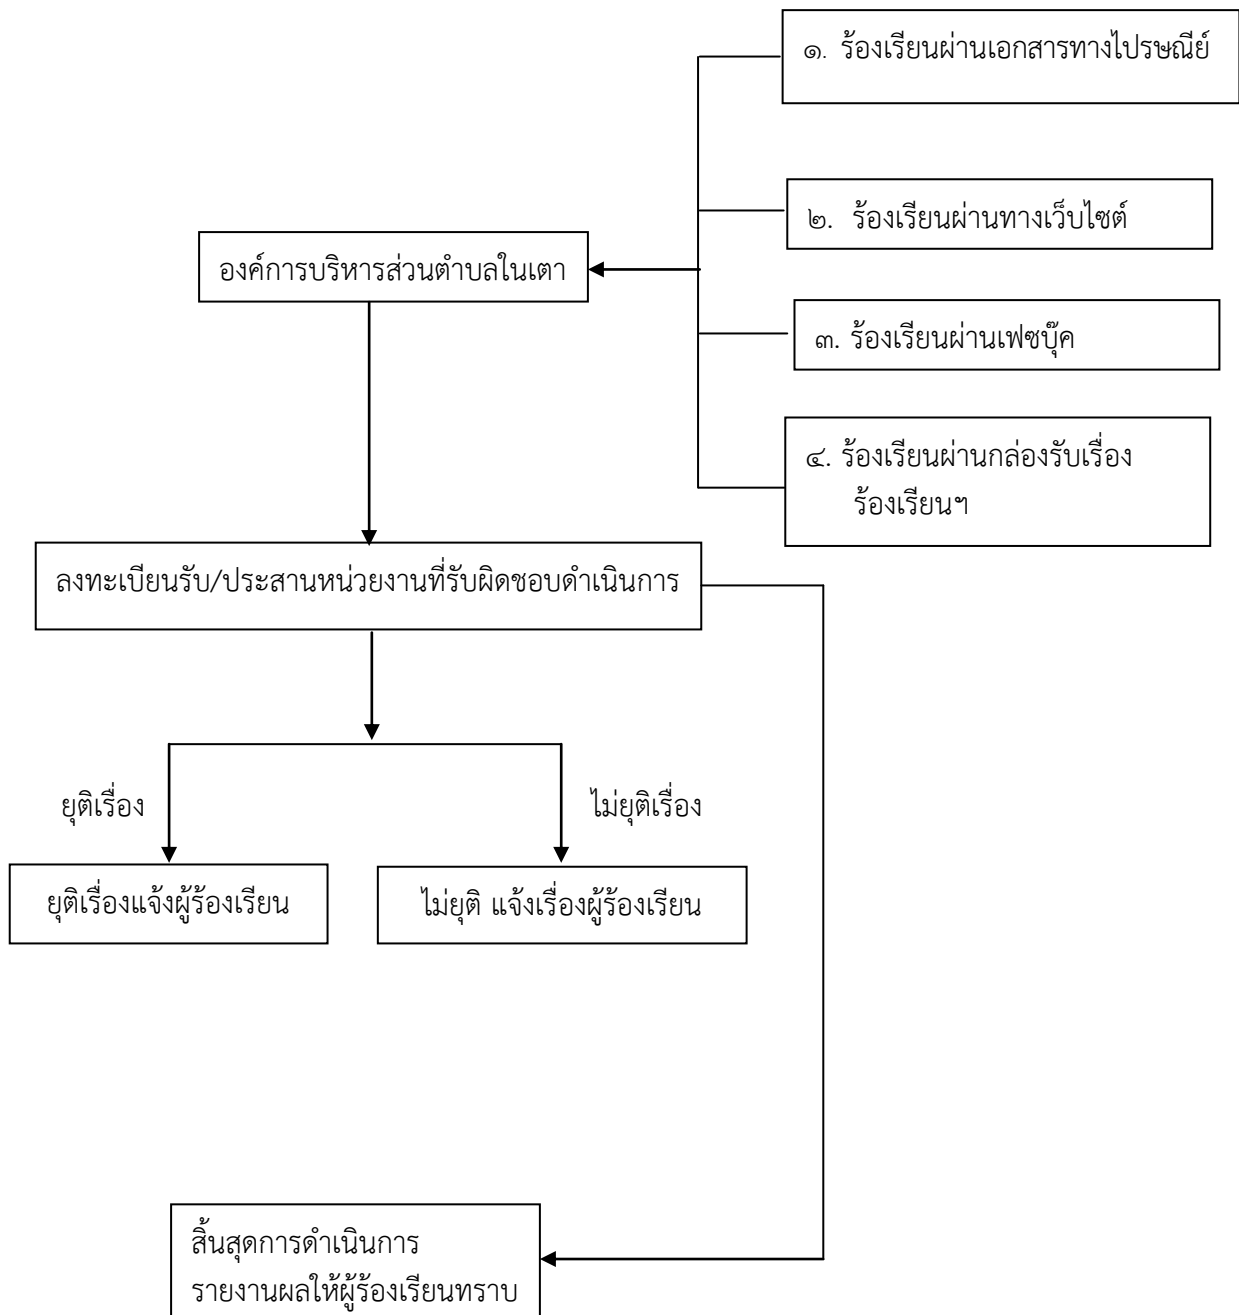 ๑. ร้องเรียนผ่านเอกสารทางไปรษณีย์
๒. ร้องเรียนผ่านทางเว็บไซต์
องค์การบริหารส่วนตำบลในเตา
๓. ร้องเรียนผ่านเฟซบุ๊ค
๔. ร้องเรียนผ่านกล่องรับเรื่อง
ร้องเรียนฯ
ลงทะเบียนรับ/ประสานหน่วยงานที่รับผิดชอบดำเนินการ
ยุติเรื่อง
ไม่ยุติเรื่อง
ยุติเรื่องแจ้งผู้ร้องเรียน
ไม่ยุติ แจ้งเรื่องผู้ร้องเรียน
สิ้นสุดการดำเนินการ
รายงานผลให้ผู้ร้องเรียนทราบ